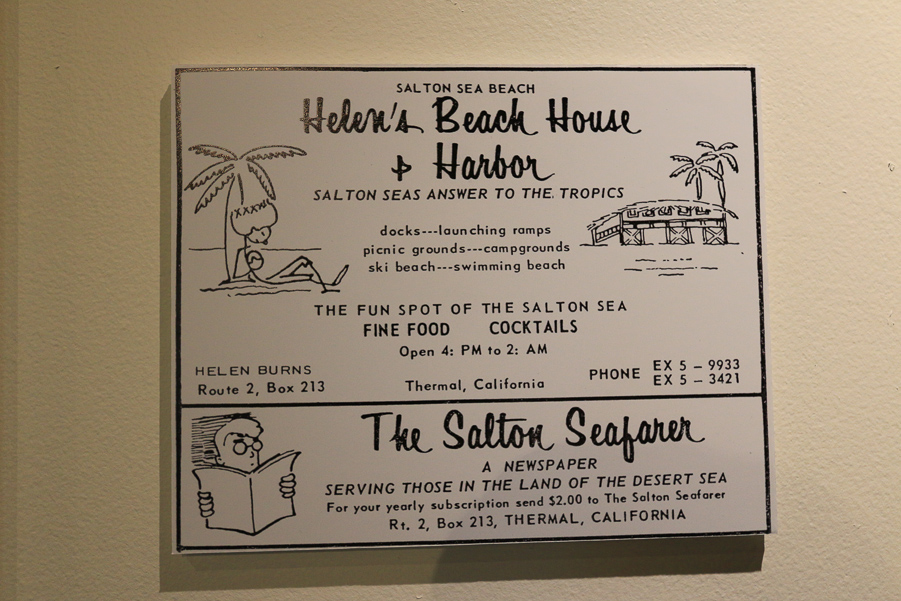 SALTON SEA BEACH
Helen's Beach House
& Harbor
SALTON SEAS ANSWER TO THE TROPICS
docks---launching ramps
picnic grounds---campgrounds
ski beach---swimming beach
THE FUN SPOT OF THE SALTON SEA
FINE FOOD COCKTAILS
Open 4: PM to 2: AM
HELEN BURNS
Route 2, Box 213
Thermal, California
PHONE EX 5 - 9933
EX 5 - 3421
The Salton Seafarer
A NEWSPAPER
SERVING THOSE IN THE LAND OF THE DESERT SEA
For your yearly subscription send $2.00 to The Salton Seafarer
Rt. 2, Box 213, THERMAL, CALIFORNIA